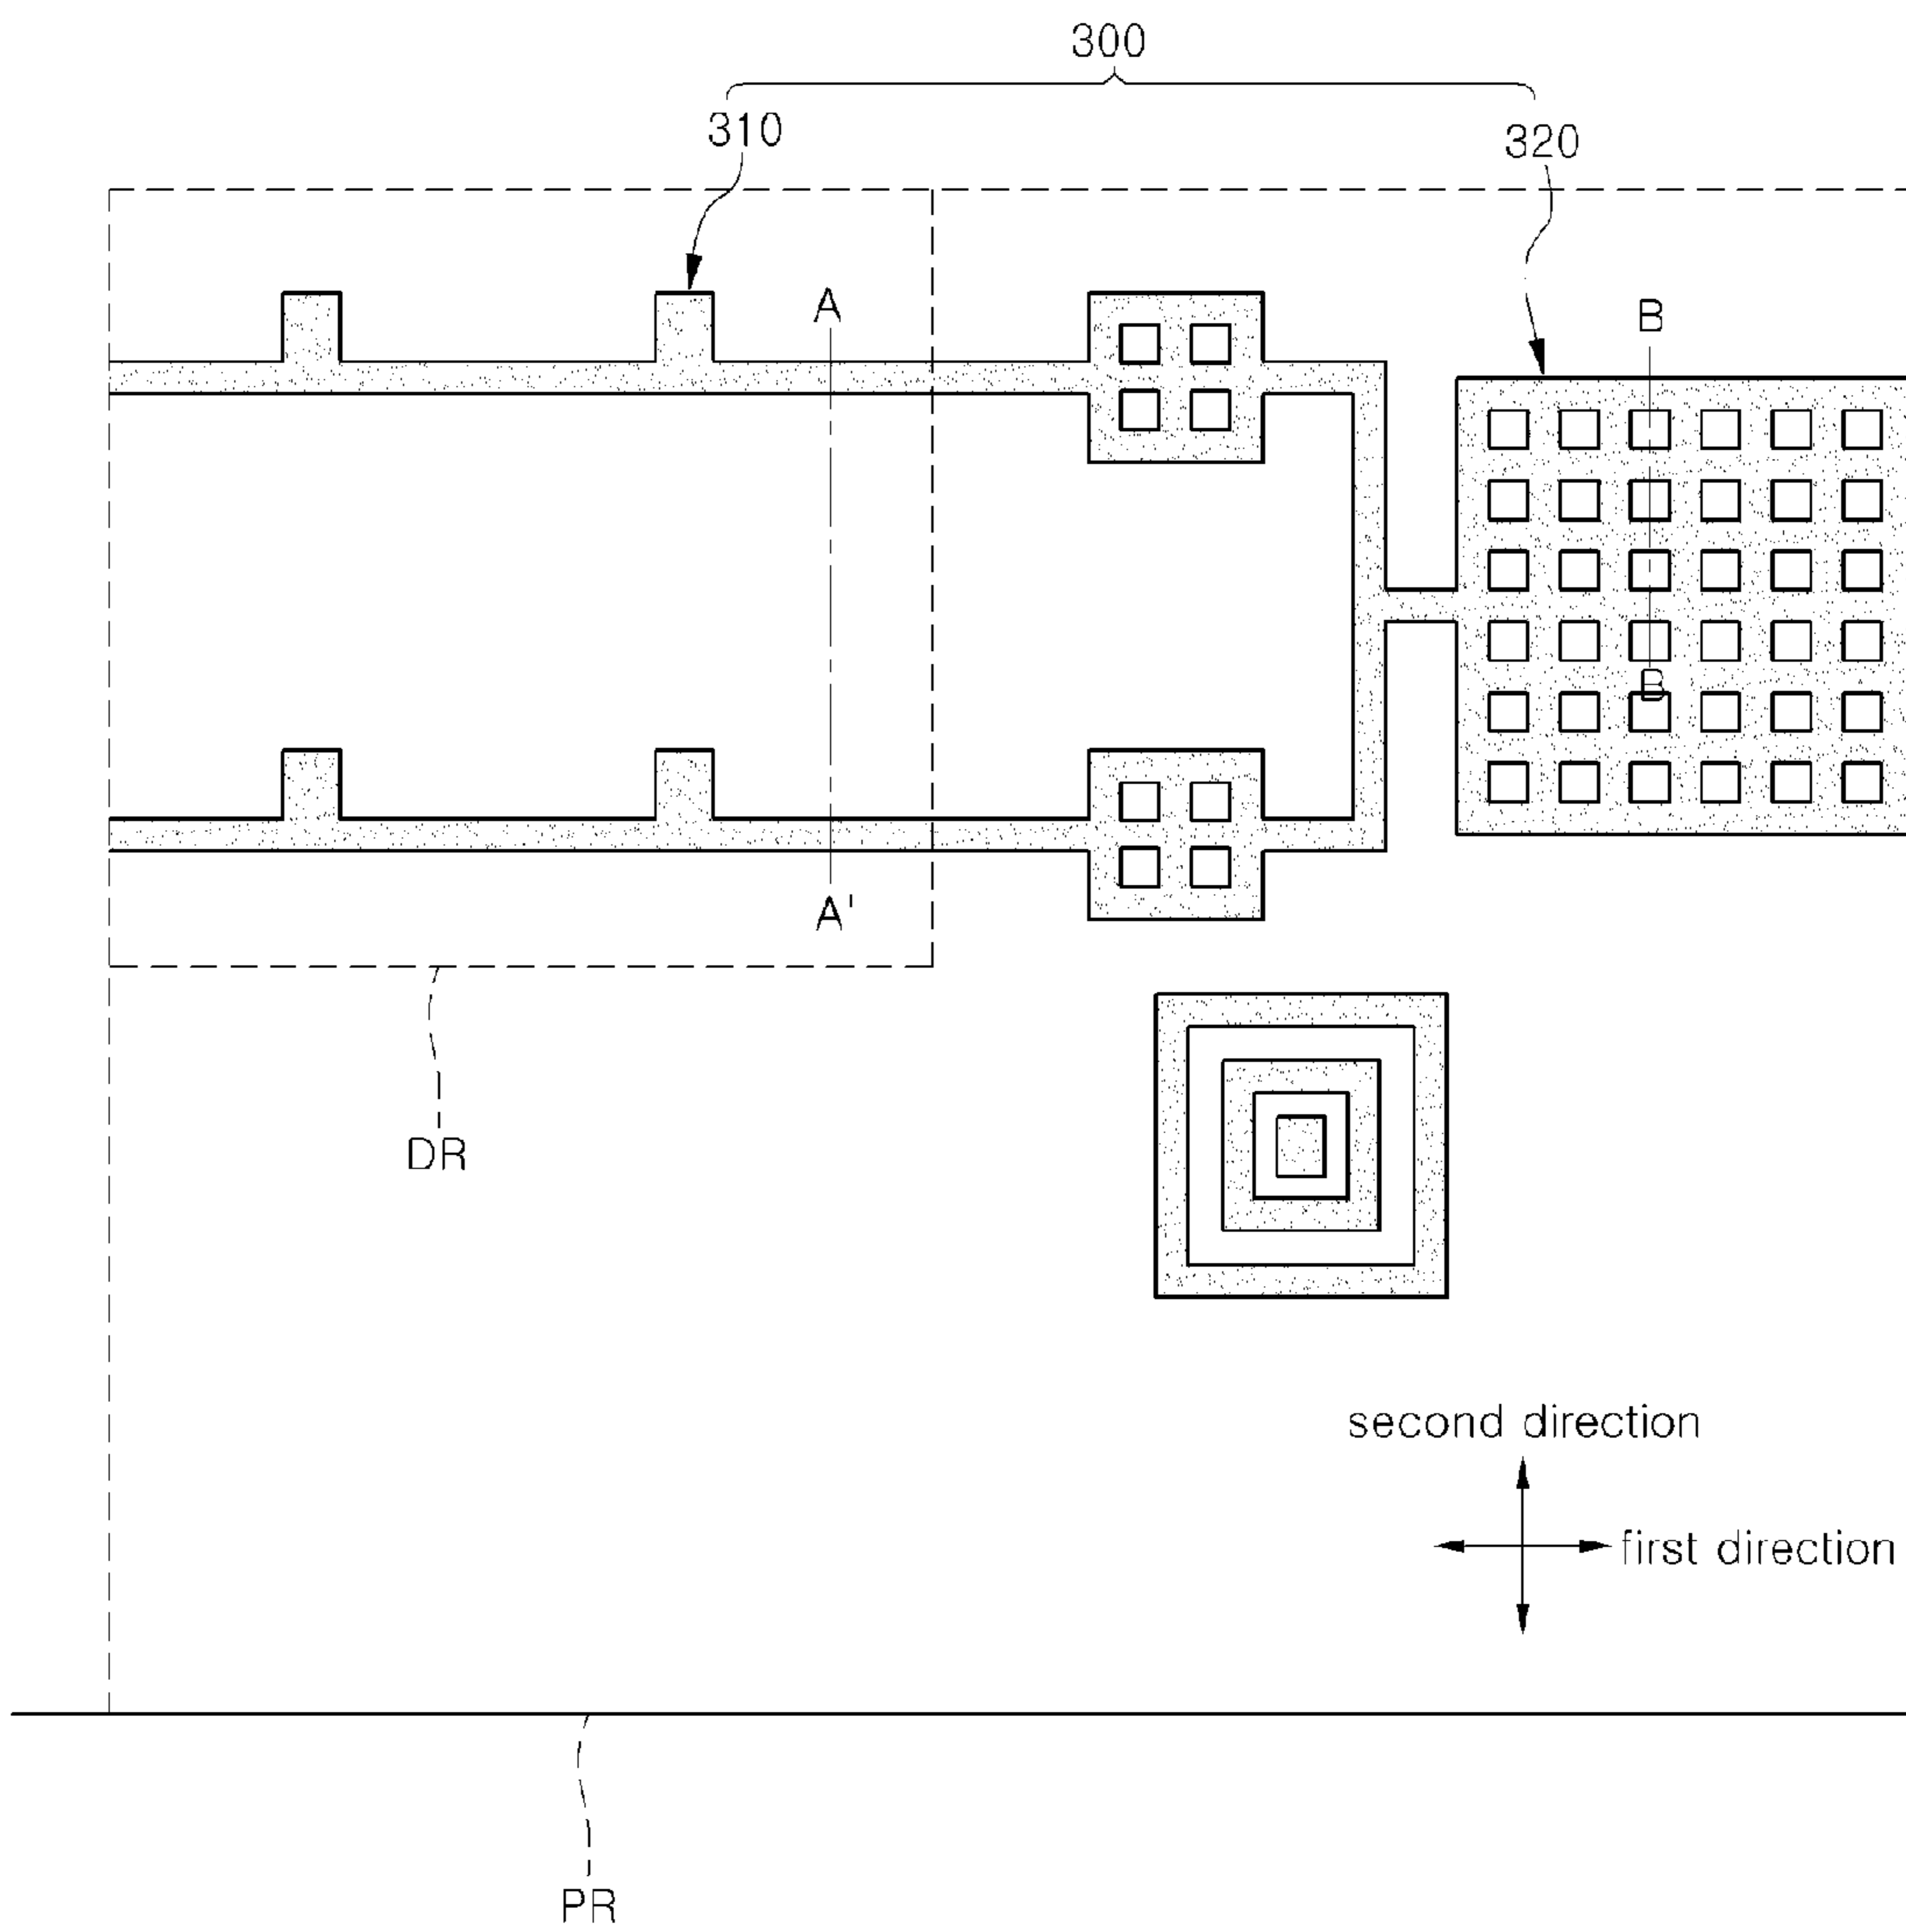 300
310
320
A
B
B
A'
DR
second direction
first direction
PR